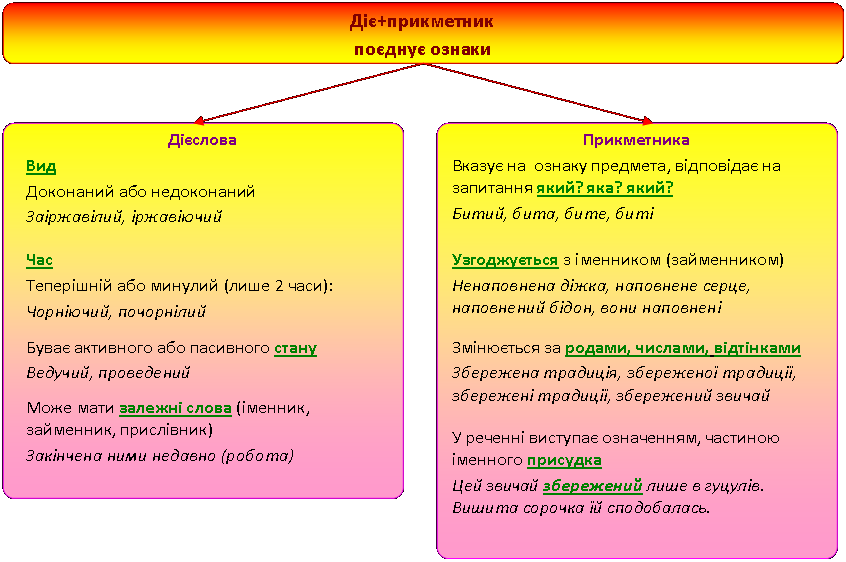 Діє+прикметник
поєднує ознаки
Дієслова
Вид
Доконаний або недоконаний
Заіржавілий, іржавіючий
Час
Теперішній або минулий (лише 2 часи):
Чорніючий, почорнілий
Буває активного або пасивного стану
Ведучий, проведений
Може мати залежні слова (іменник,
займенник, прислівник)
Закінчена ними недавно (робота)
Прикметника
Вказує на ознаку предмета, відповідає на
запитання який? яка? який?
Битий, бита, бите, биті
Узгоджується з іменником (займенником)
Ненаповнена діжка, наповнене серце,
наповнений бідон, вони наповнені
Змінюється за родами, числами, відтінками
Збережена традиція, збереженої традиції,
збережені традиції, збережений звичай
У реченні виступає означенням, частиною
іменного присудка
Цей звичай збережений лише в гуцулів.
Вишита сорочка їй сподобалась.